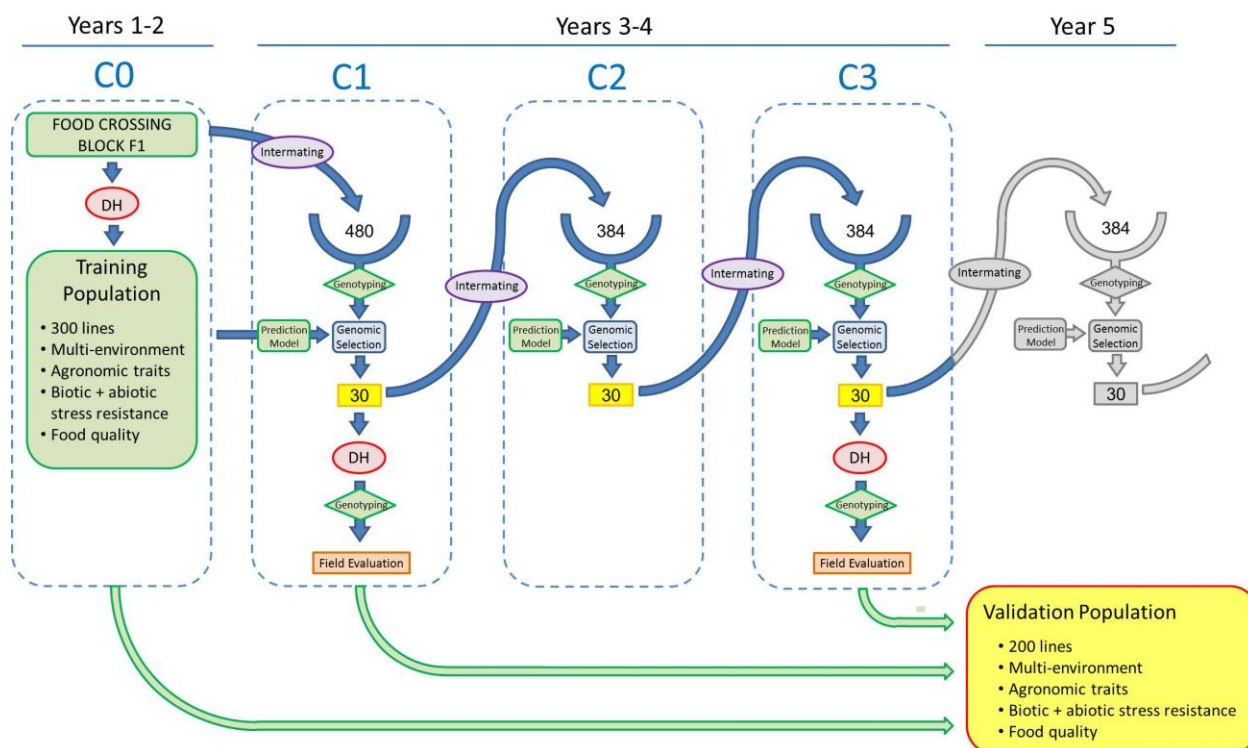 Years 1-2
Years 3-4
Year 5
C0
C1
C2
C3
FOOD CROSSING
BLOCK F1
DH
Training
Population
• 300 lines
• Multi-environment
• Agronomic traits
• Biotic + abiotic
stress resistance
• Food quality
Intermating
480
Genotyping
Prediction
Model
Genomic
Selection
30
DH
Genotyping
Field Evaluation
Intermating
384
Genotyping
Prediction
Model
Genomic
Selection
30
Intermating
384
Genotyping
Prediction
Model
Genomic
Selection
30
DH
Genotyping
Field Evaluation
Intermating
384
Genotyping
Prediction
Model
Genomic
Selection
30
Validation Population
• 200 lines
• Multi-environment
• Agronomic traits
• Biotic + abiotic stress resistance
• Food quality